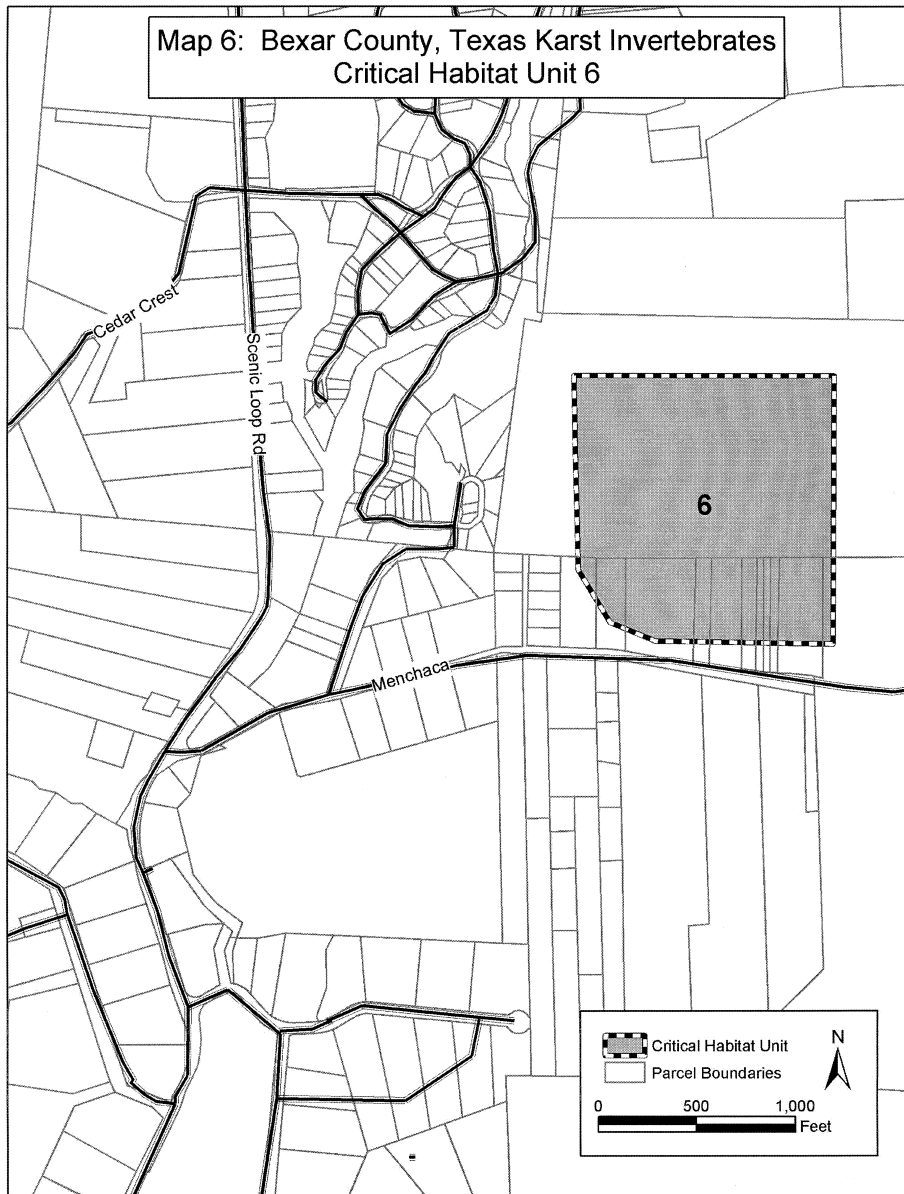 Map 6: Bexar County, Texas Karst Invertebrates
Critical Habitat Unit 6
Cedar Crest
Scenic Loop Rd
6
Menchaca
Critical Habitat Unit
Parcel Boundaries
N
0 500 1,000
Feet